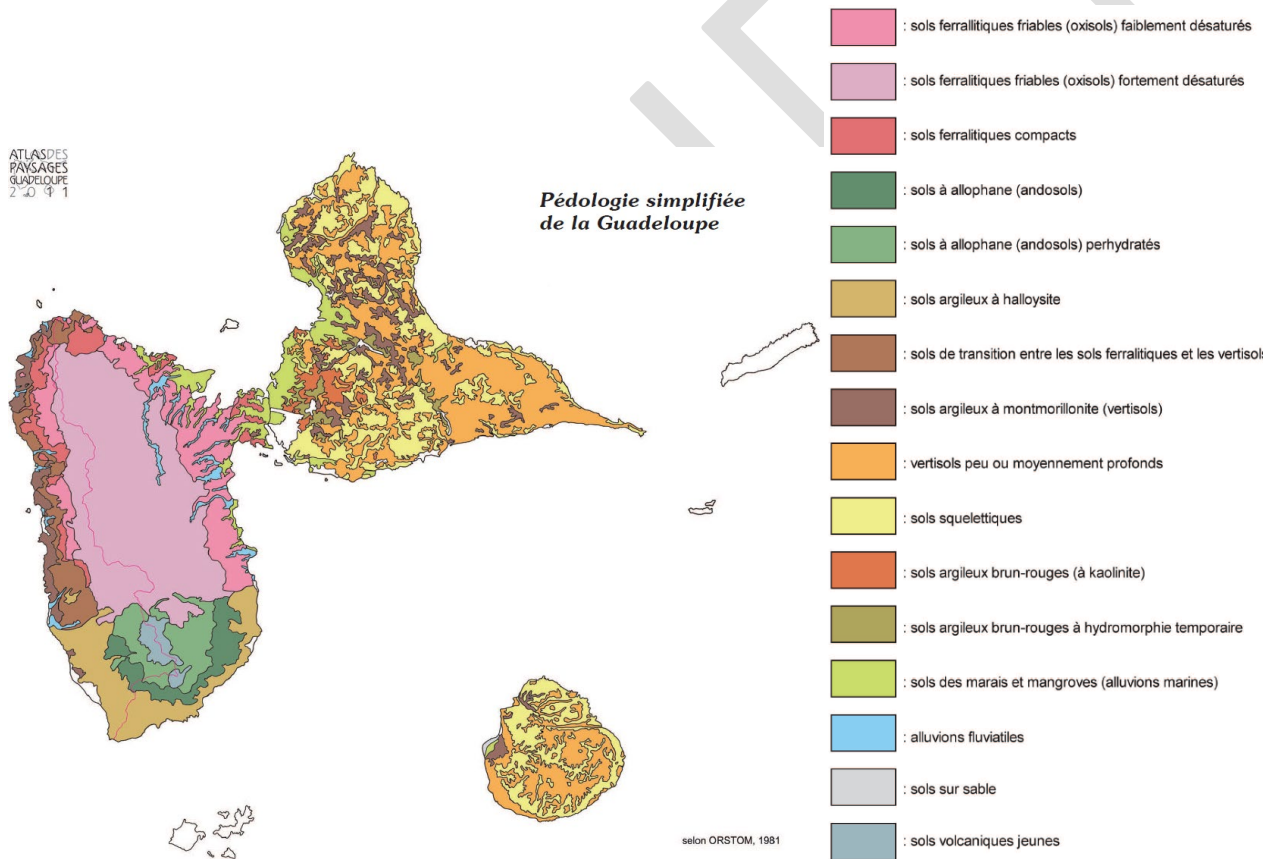 ATLAS DES
PAYSAGES
GUADELOUPE
2011
Pédologie simplifiée
de la Guadeloupe
selon ORSTOM, 1981
: sols ferrallitiques friables (oxisols) faiblement désaturés
: sols ferralitiques friables (oxisols) fortement désaturés
: sols ferralitiques compacts
: sols à allophane (andosols)
: sols à allophane (andosols) perhydratés
: sols argileux à halloysite
: sols de transition entre les sols ferralitiques et les vertisols
: sols argileux à montmorillonite (vertisols)
: vertisols peu ou moyennement profonds
: sols squelettiques
: sols argileux brun-rouges (à kaolinite)
: sols argileux brun-rouges à hydromorphie temporaire
: sols des marais et mangroves (alluvions marines)
: alluvions fluviatiles
: sols sur sable
: sols volcaniques jeunes